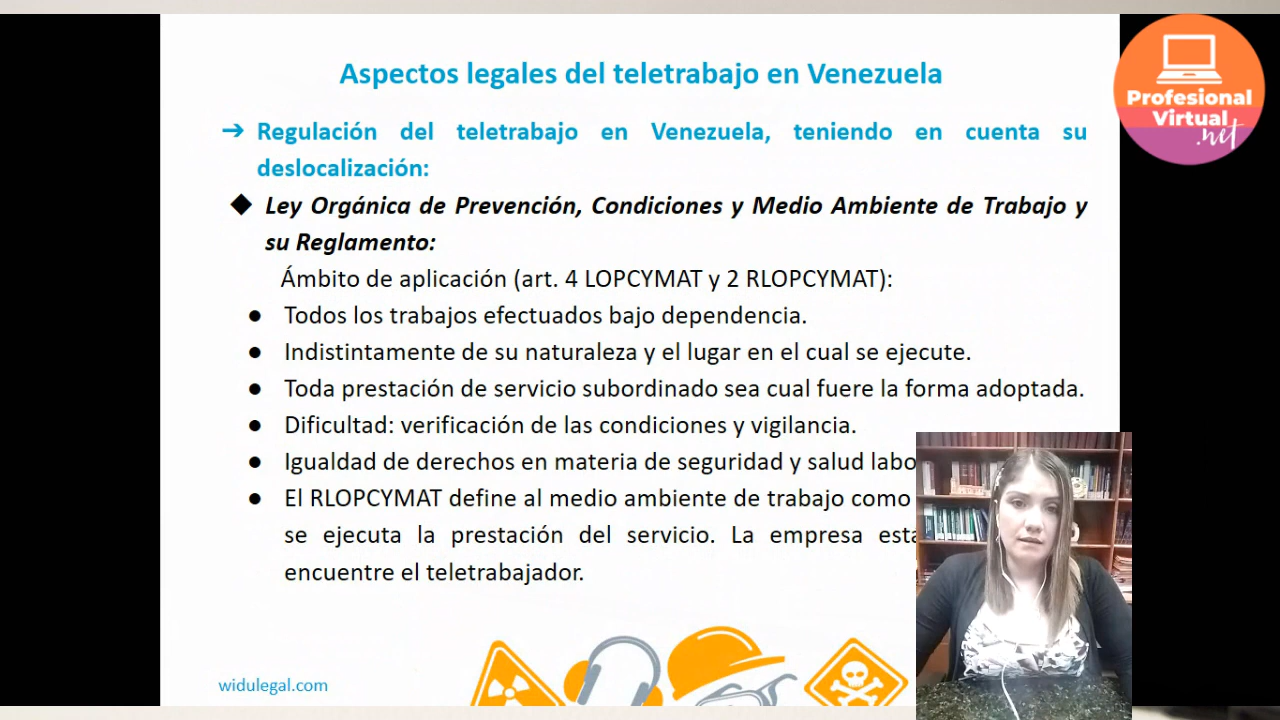 Aspectos legales del teletrabajo en Venezuela
➔ Regulación del teletrabajo en Venezuela, teniendo en cuenta su
deslocalización:
◆ Ley Orgánica de Prevención, Condiciones y Medio Ambiente de Trabajo y
su Reglamento:
Ámbito de aplicación (art. 4 LOPCYMAT y 2 RLOPCYMAT):
● Todos los trabajos efectuados bajo dependencia.
● Indistintamente de su naturaleza y el lugar en el cual se ejecute.
● Toda prestación de servicio subordinado sea cual fuere la forma adoptada.
● Dificultad: verificación de las condiciones y vigilancia.
● Igualdad de derechos en materia de seguridad y salud labo
● El RLOPCYMAT define al medio ambiente de trabajo como
se ejecuta la prestación del servicio. La empresa esta
encuentre el teletrabajador.
widulegal.com
Profesional
Virtual
.net